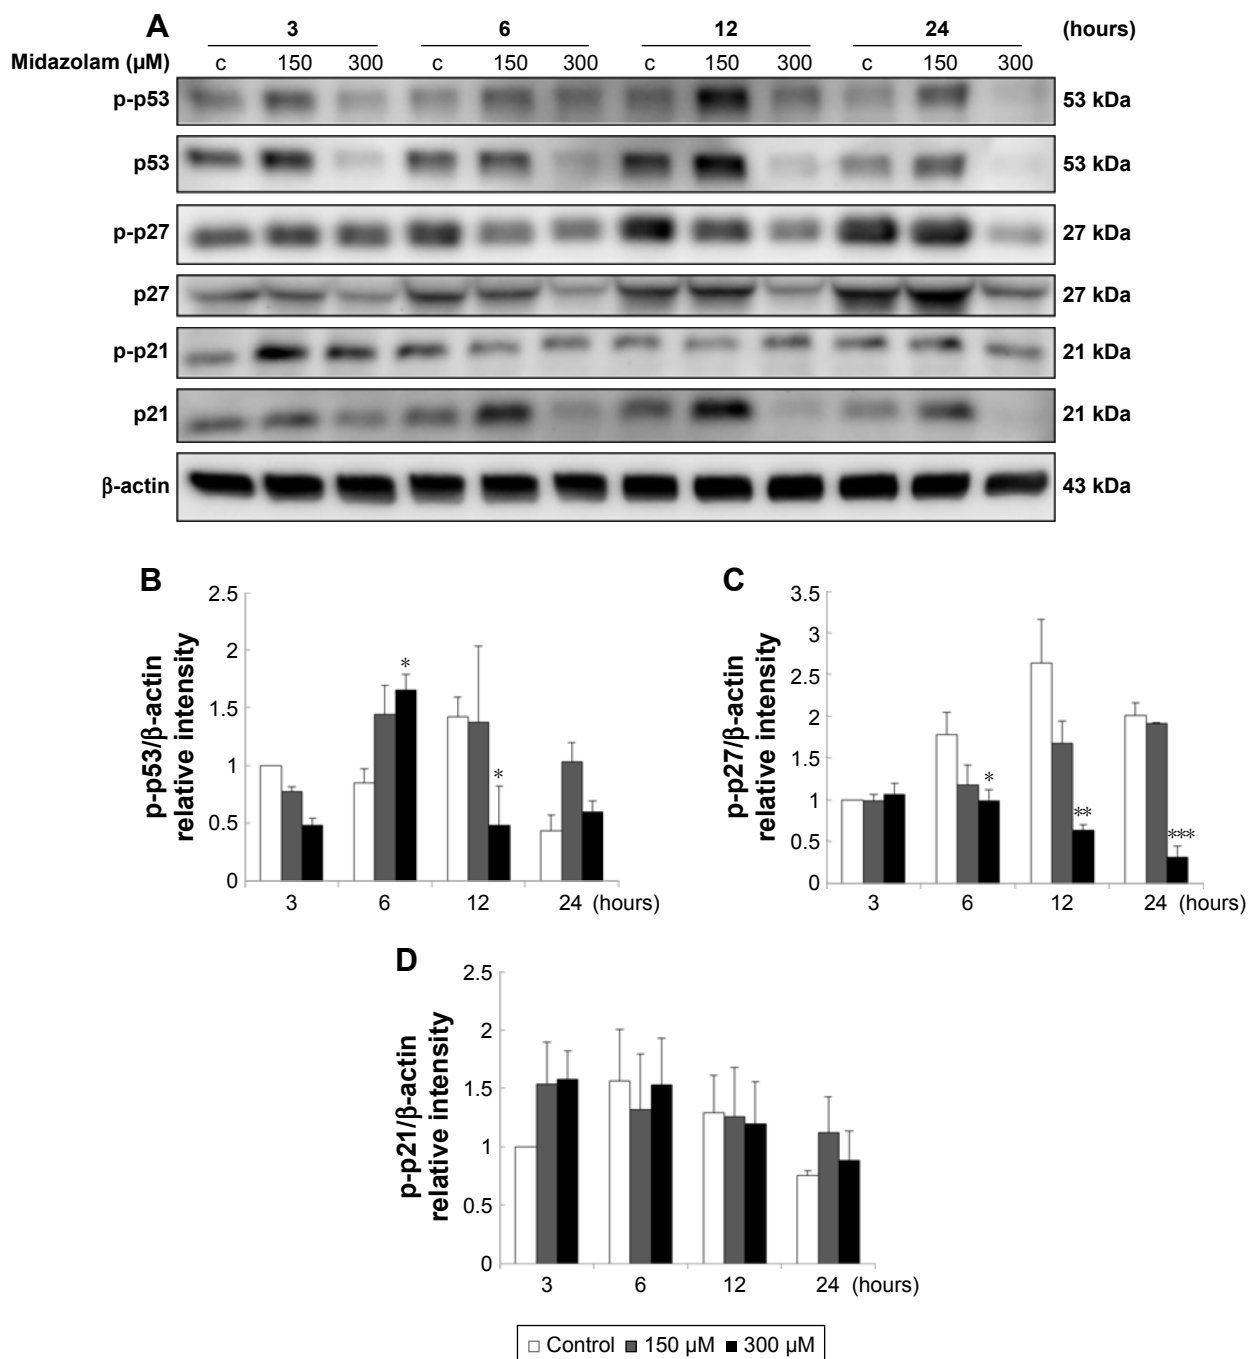 A
3 6 12 24 (hours)
Midazolam (µM) c 150 300 c 150 300 c 150 300 c 150 300
p-p53 53 kDa
p53 53 kDa
p-p27 27 kDa
p27 27 kDa
p-p21 21 kDa
p21 21 kDa
β-actin 43 kDa
B
p-p53/β-actin
relative intensity
2.5
2
1.5
1
0.5
0
*
*
3 6 12 24 (hours)
C
p-p27/β-actin
relative intensity
3.5
3
2.5
2
1.5
1
0.5
0
*
**
***
3 6 12 24 (hours)
D
p-p21/β-actin
relative intensity
2.5
2
1.5
1
0.5
0
3 6 12 24 (hours)
Control 150 µM 300 µM